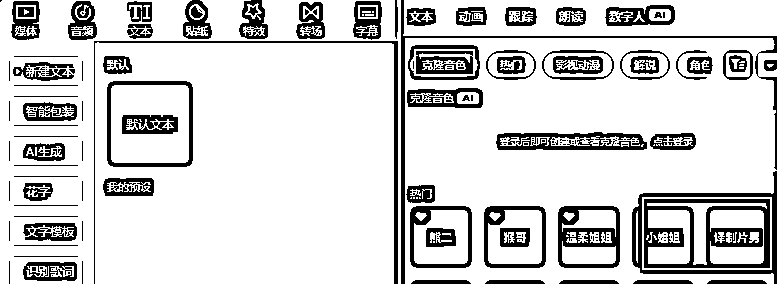 媒体 音频 文本 贴纸 特效 转场 字幕
新建文本
智能包装
AI生成
花字
文字模板
识别歌词
默认
默认文本
我的预设
文本 动画 跟踪 朗读 数字人 AI
克隆音色 热门 影视动漫 解说 角色
克隆音色 AI
登录后即可创建或查看克隆音色，点击登录
热门
熊二 猴哥 温柔姐姐 小姐姐 译制片男